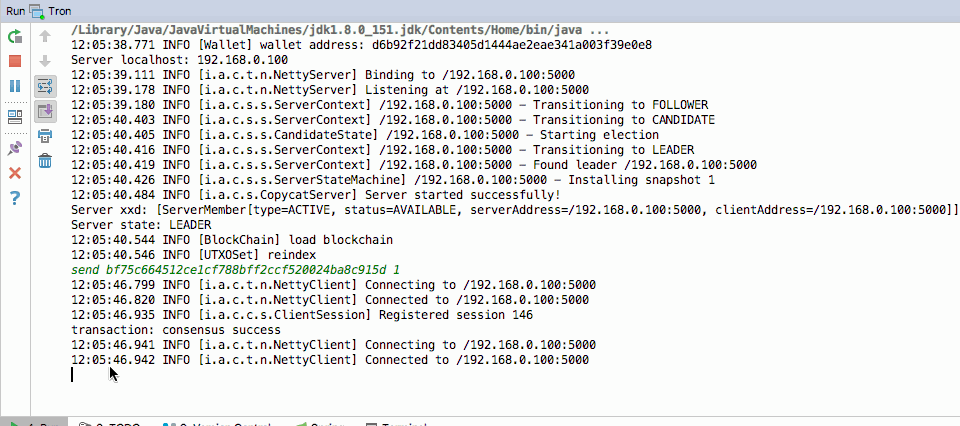 Run Tron
/Library/Java/JavaVirtualMachines/jdk1.8.0_151.jdk/Contents/Home/bin/java ...
12:05:38.771 INFO [Wallet] wallet address: d6b92f21dd83405d1444ae2eae341a003f39e0e8
Server localhost: 192.168.0.100
12:05:39.111 INFO [i.a.c.t.n.NettyServer] Binding to /192.168.0.100:5000
12:05:39.178 INFO [i.a.c.t.n.NettyServer] Listening at /192.168.0.100:5000
12:05:39.180 INFO [i.a.c.s.s.ServerContext] /192.168.0.100:5000 – Transitioning to FOLLOWER
12:05:40.403 INFO [i.a.c.s.s.ServerContext] /192.168.0.100:5000 – Transitioning to CANDIDATE
12:05:40.405 INFO [i.a.c.s.s.CandidateState] /192.168.0.100:5000 – Starting election
12:05:40.416 INFO [i.a.c.s.s.ServerContext] /192.168.0.100:5000 – Transitioning to LEADER
12:05:40.419 INFO [i.a.c.s.s.ServerContext] /192.168.0.100:5000 – Found leader /192.168.0.100:5000
12:05:40.426 INFO [i.a.c.s.s.ServerStateMachine] /192.168.0.100:5000 – Installing snapshot 1
12:05:40.484 INFO [i.a.c.s.CopycatServer] Server started successfully!
Server xxd: [ServerMember[type=ACTIVE, status=AVAILABLE, serverAddress=/192.168.0.100:5000, clientAddress=/192.168.0.100:5000]]
Server state: LEADER
12:05:40.544 INFO [BlockChain] load blockchain
12:05:40.546 INFO [UTXOSet] reindex
send bf75c664512ce1cf788bff2ccf520024ba8c915d 1
12:05:46.799 INFO [i.a.c.t.n.NettyClient] Connecting to /192.168.0.100:5000
12:05:46.820 INFO [i.a.c.t.n.NettyClient] Connected to /192.168.0.100:5000
12:05:46.935 INFO [i.a.c.c.s.ClientSession] Registered session 146
transaction: consensus success
12:05:46.941 INFO [i.a.c.t.n.NettyClient] Connecting to /192.168.0.100:5000
12:05:46.942 INFO [i.a.c.t.n.NettyClient] Connected to /192.168.0.100:5000